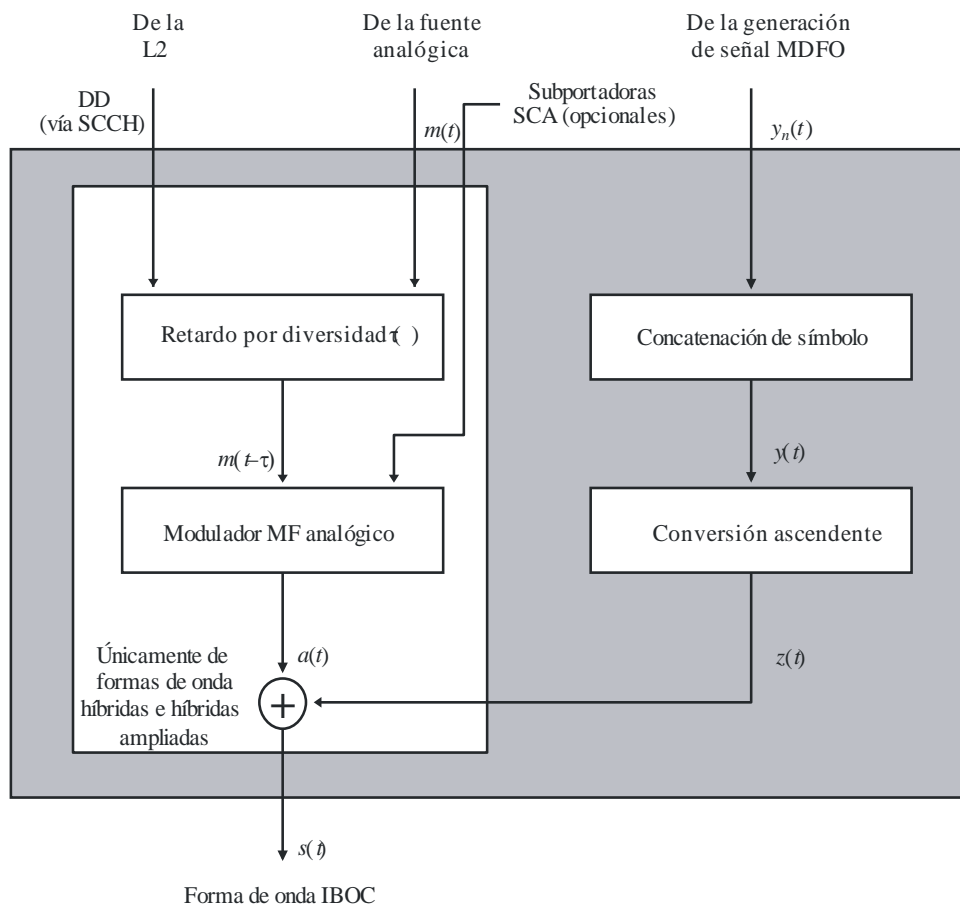 De la
L2
De la fuente
analógica
De la generación
de señal MDFO
DD
(vía SCCH)
m(t)
Subportadoras
SCA (opcionales)
yn(t)
Retardo por diversidad τ( )
Concatenación de símbolo
m(t–τ)
y(t)
Modulador MF analógico
Conversión ascendente
Únicamente de
formas de onda
híbridas e híbridas
ampliadas
a(t)
z(t)
+
s(t)
Forma de onda IBOC